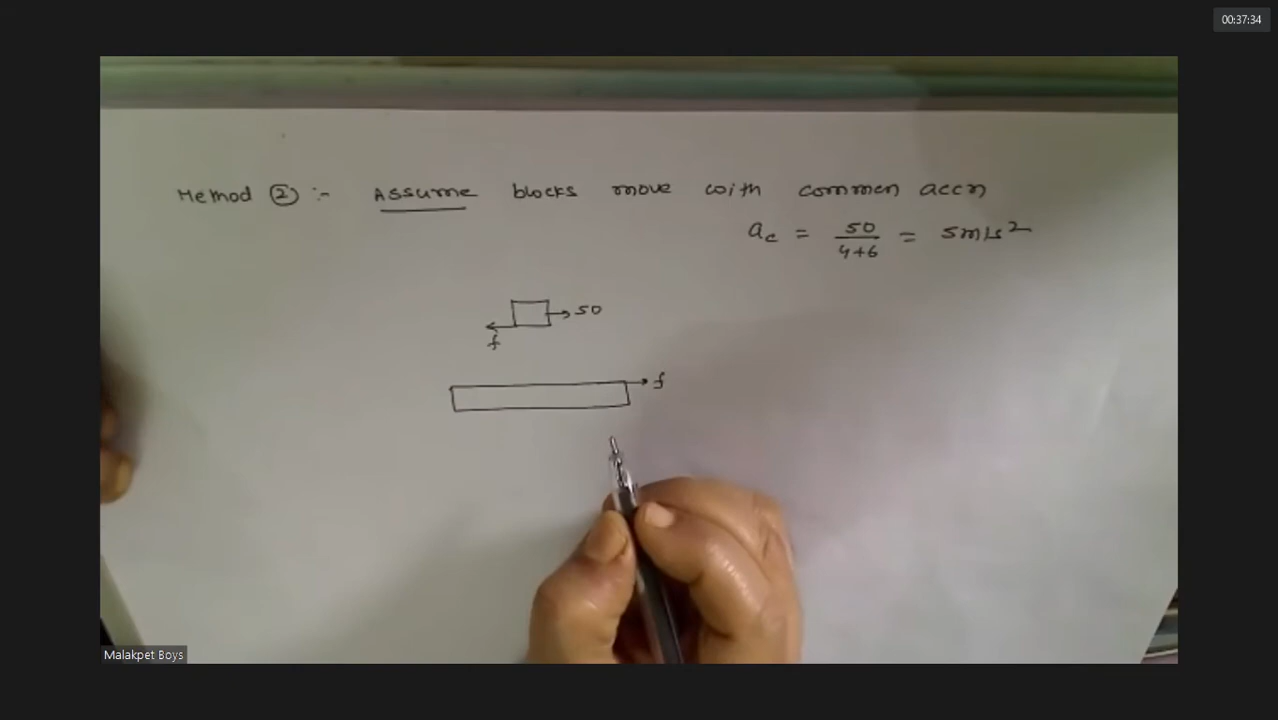 00:37:34
Memod ② :- Assume blocks move with common accn
a_c = 50/4+6 = 5m/s²
50
f
f
Malakpet Boys